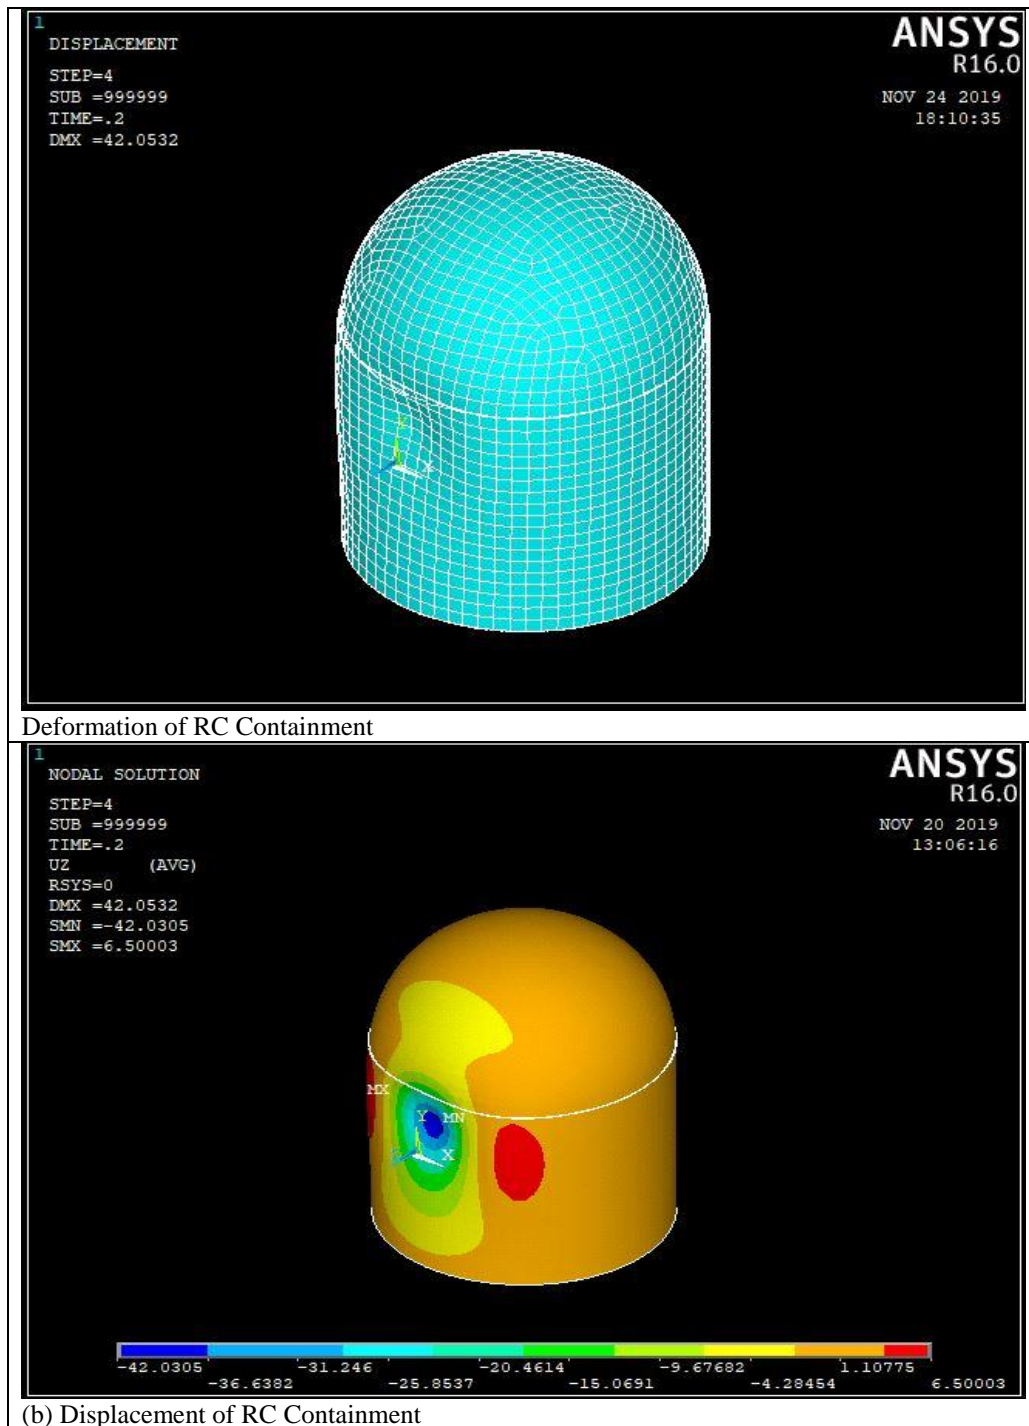 1
DISPLACEMENT
STEP=4
SUB =999999
TIME=.2
DMX =42.0532
ANSYS
R16.0
NOV 24 2019
18:10:35
Y
X
Deformation of RC Containment
1
NODAL SOLUTION
STEP=4
SUB =999999
TIME=.2
UZ (AVG)
RSYS=0
DMX =42.0532
SMN =-42.0305
SMX =6.50003
ANSYS
R16.0
NOV 20 2019
13:06:16
MX
Y MN
X
-42.0305 -31.246 -20.4614 -9.67682 1.10775
-36.6382 -25.8537 -15.0691 -4.28454 6.50003
(b) Displacement of RC Containment